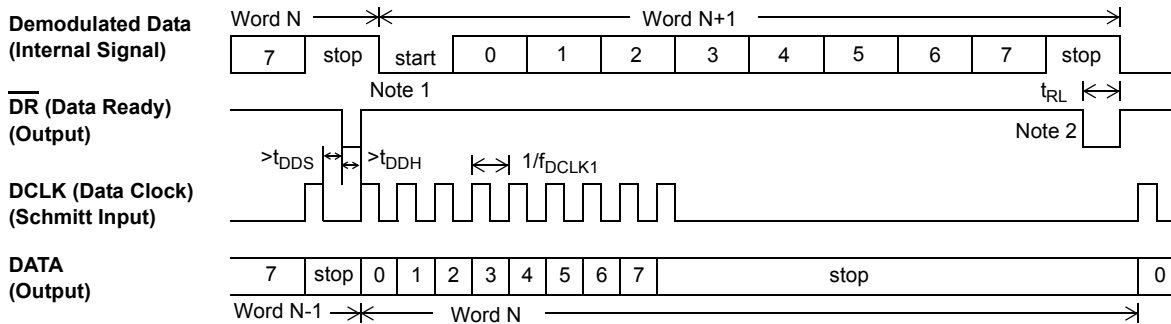 Demodulated Data
(Internal Signal)
Word N
Word N+1
7 stop start 0 1 2 3 4 5 6 7 stop
DR (Data Ready)
(Output)
Note 1
tRL
Note 2
>tDDS >tDDH 1/fDCLK1
DCLK (Data Clock)
(Schmitt Input)
DATA
(Output)
7 stop 0 1 2 3 4 5 6 7 stop 0
Word N-1
Word N